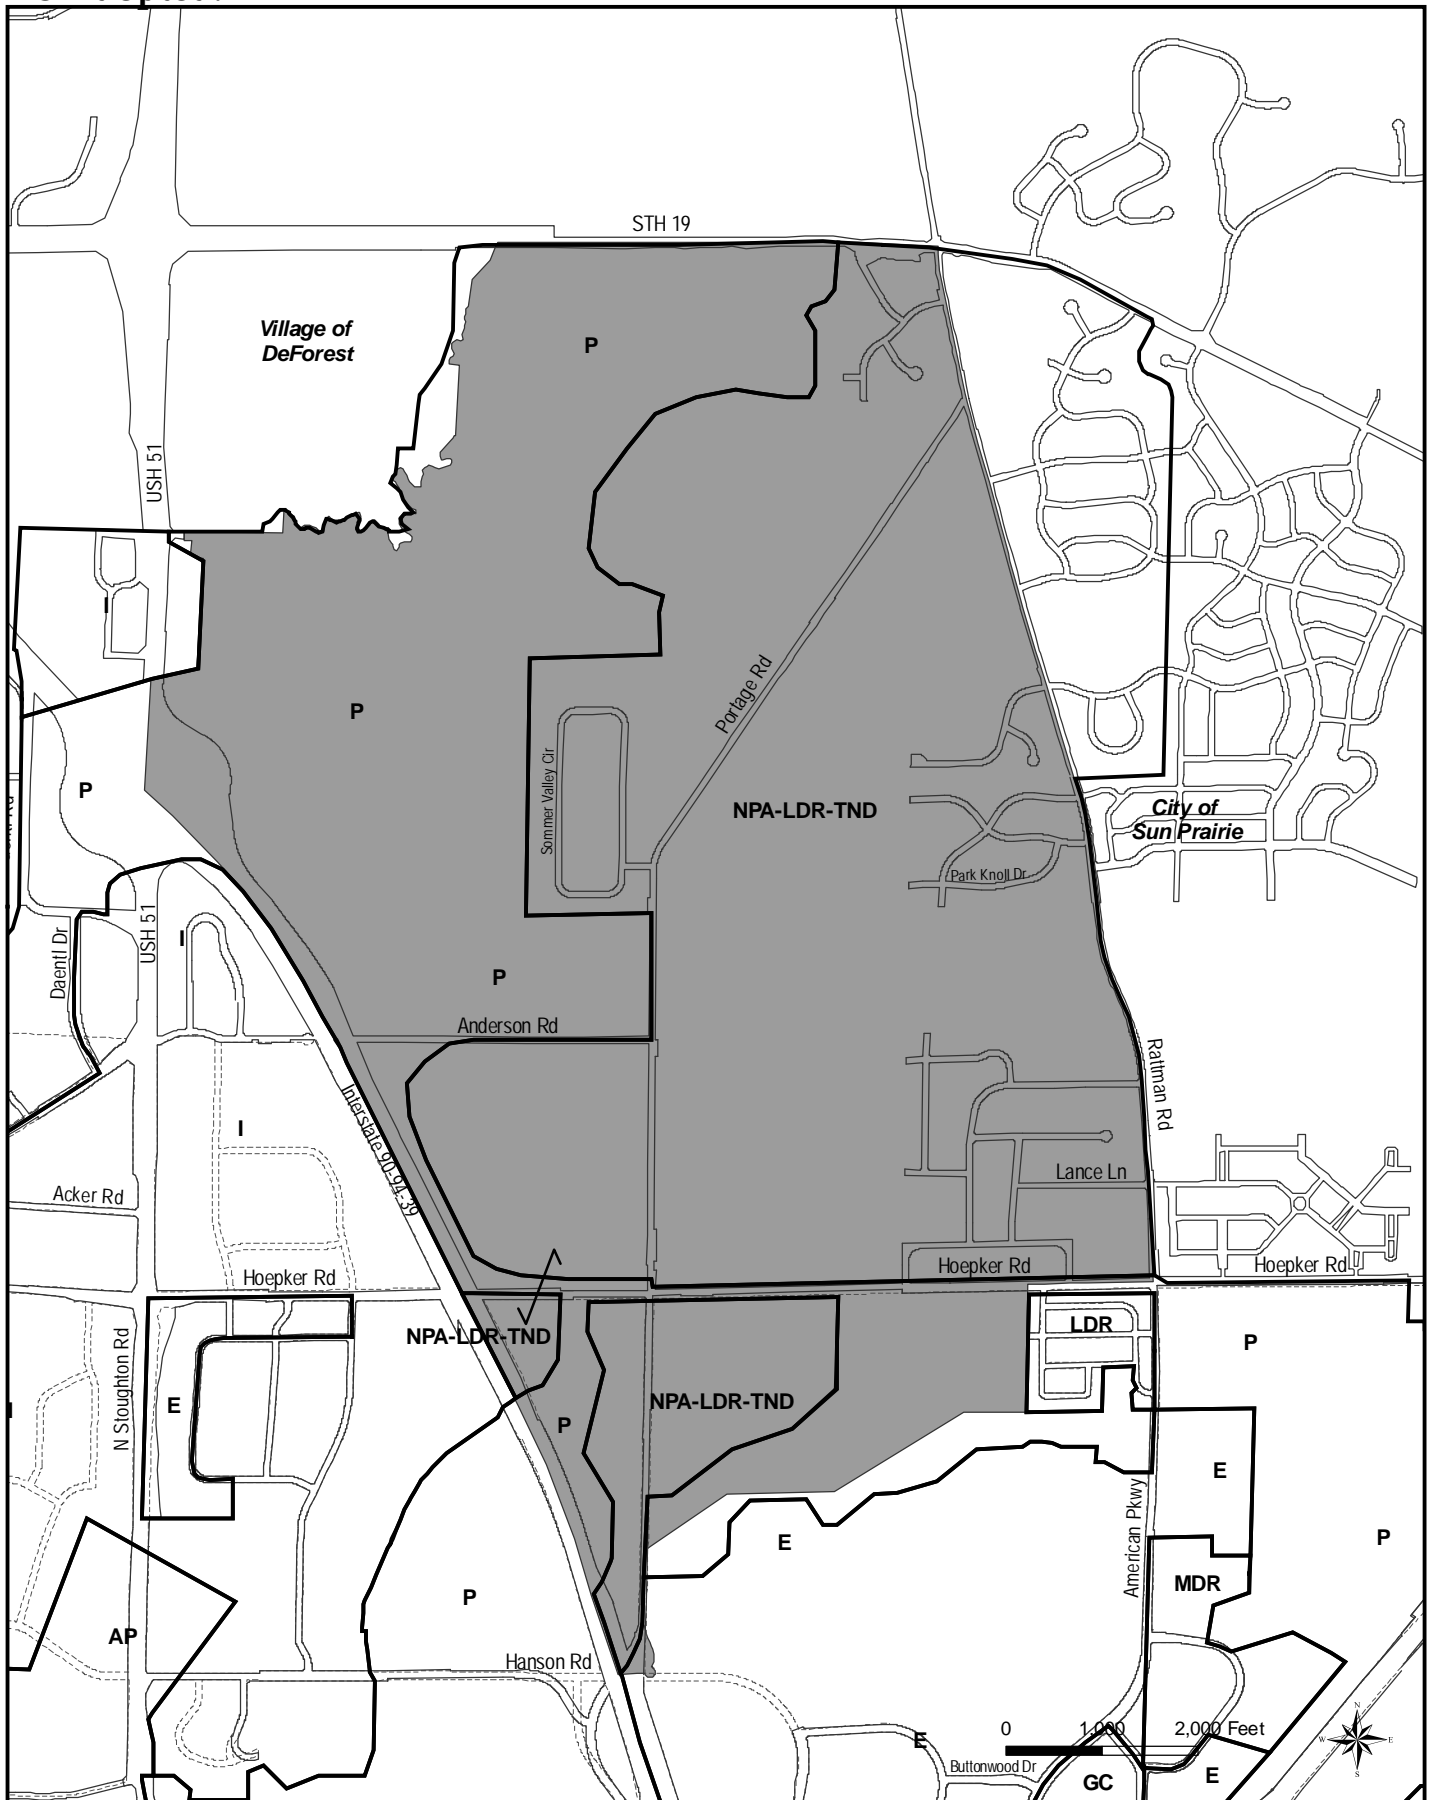 STH 19
Village of
DeForest
P
USH 51
I
P
Portage Rd
P
Sommer Valley Cir
NPA-LDR-TND
City of
Sun Prairie
Park Knoll Dr
USH 51
I
Daentl Dr
P
Anderson Rd
Rattman Rd
Interstate 90-94-39
I
Lance Ln
Acker Rd
Hoepker Rd
Hoepker Rd
Hoepker Rd
NPA-LDR-TND
LDR
P
N Stoughton Rd
E
NPA-LDR-TND
P
E
American Pkwy
E
P
MDR
P
AP
Hanson Rd
E
0 1,000 2,000 Feet
N
W E
S
Buttonwood Dr
GC
E